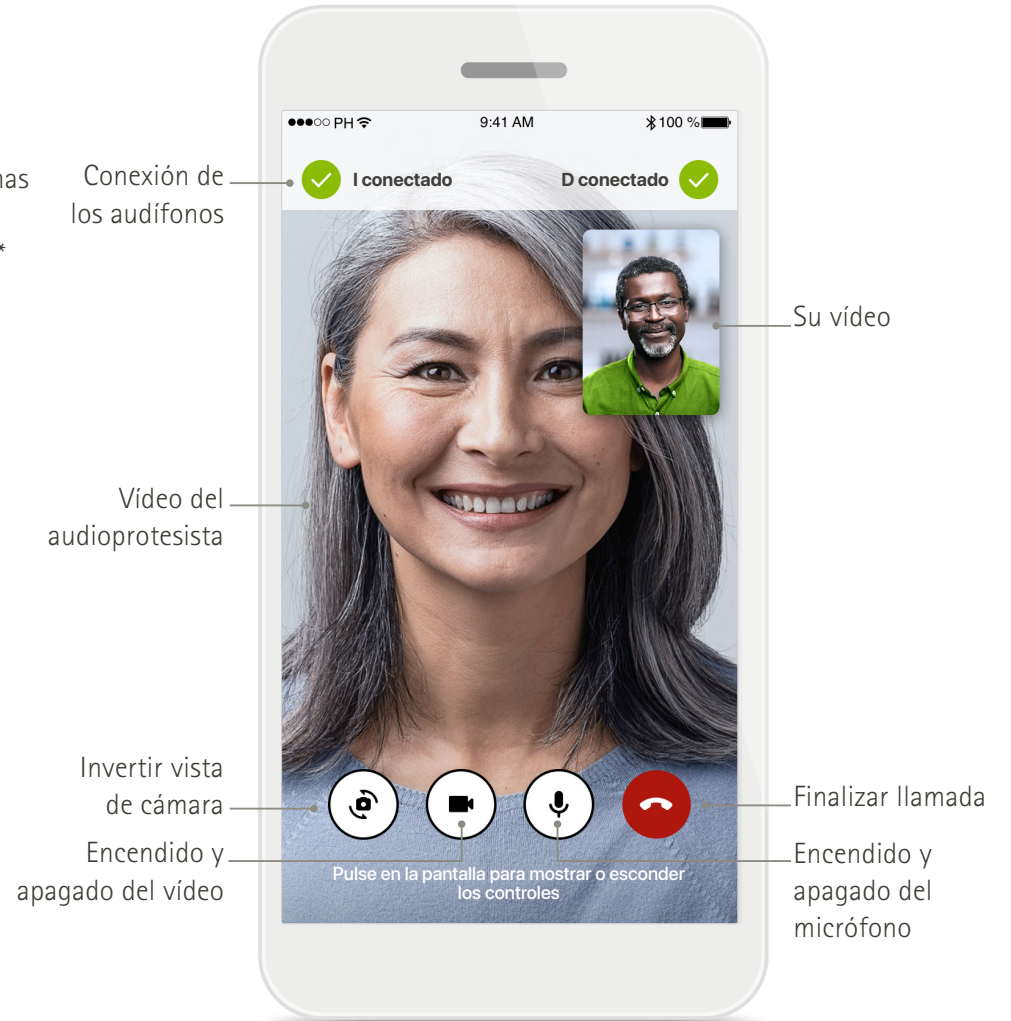 PH
9:41 AM
100 %
I conectado
D conectado
Conexión de
los audífonos
*
Su vídeo
Vídeo del
audioprotesista
Invertir vista
de cámara
Finalizar llamada
Encendido y
apagado del vídeo
Encendido y
apagado del
micrófono
Pulse en la pantalla para mostrar o esconder
los controles